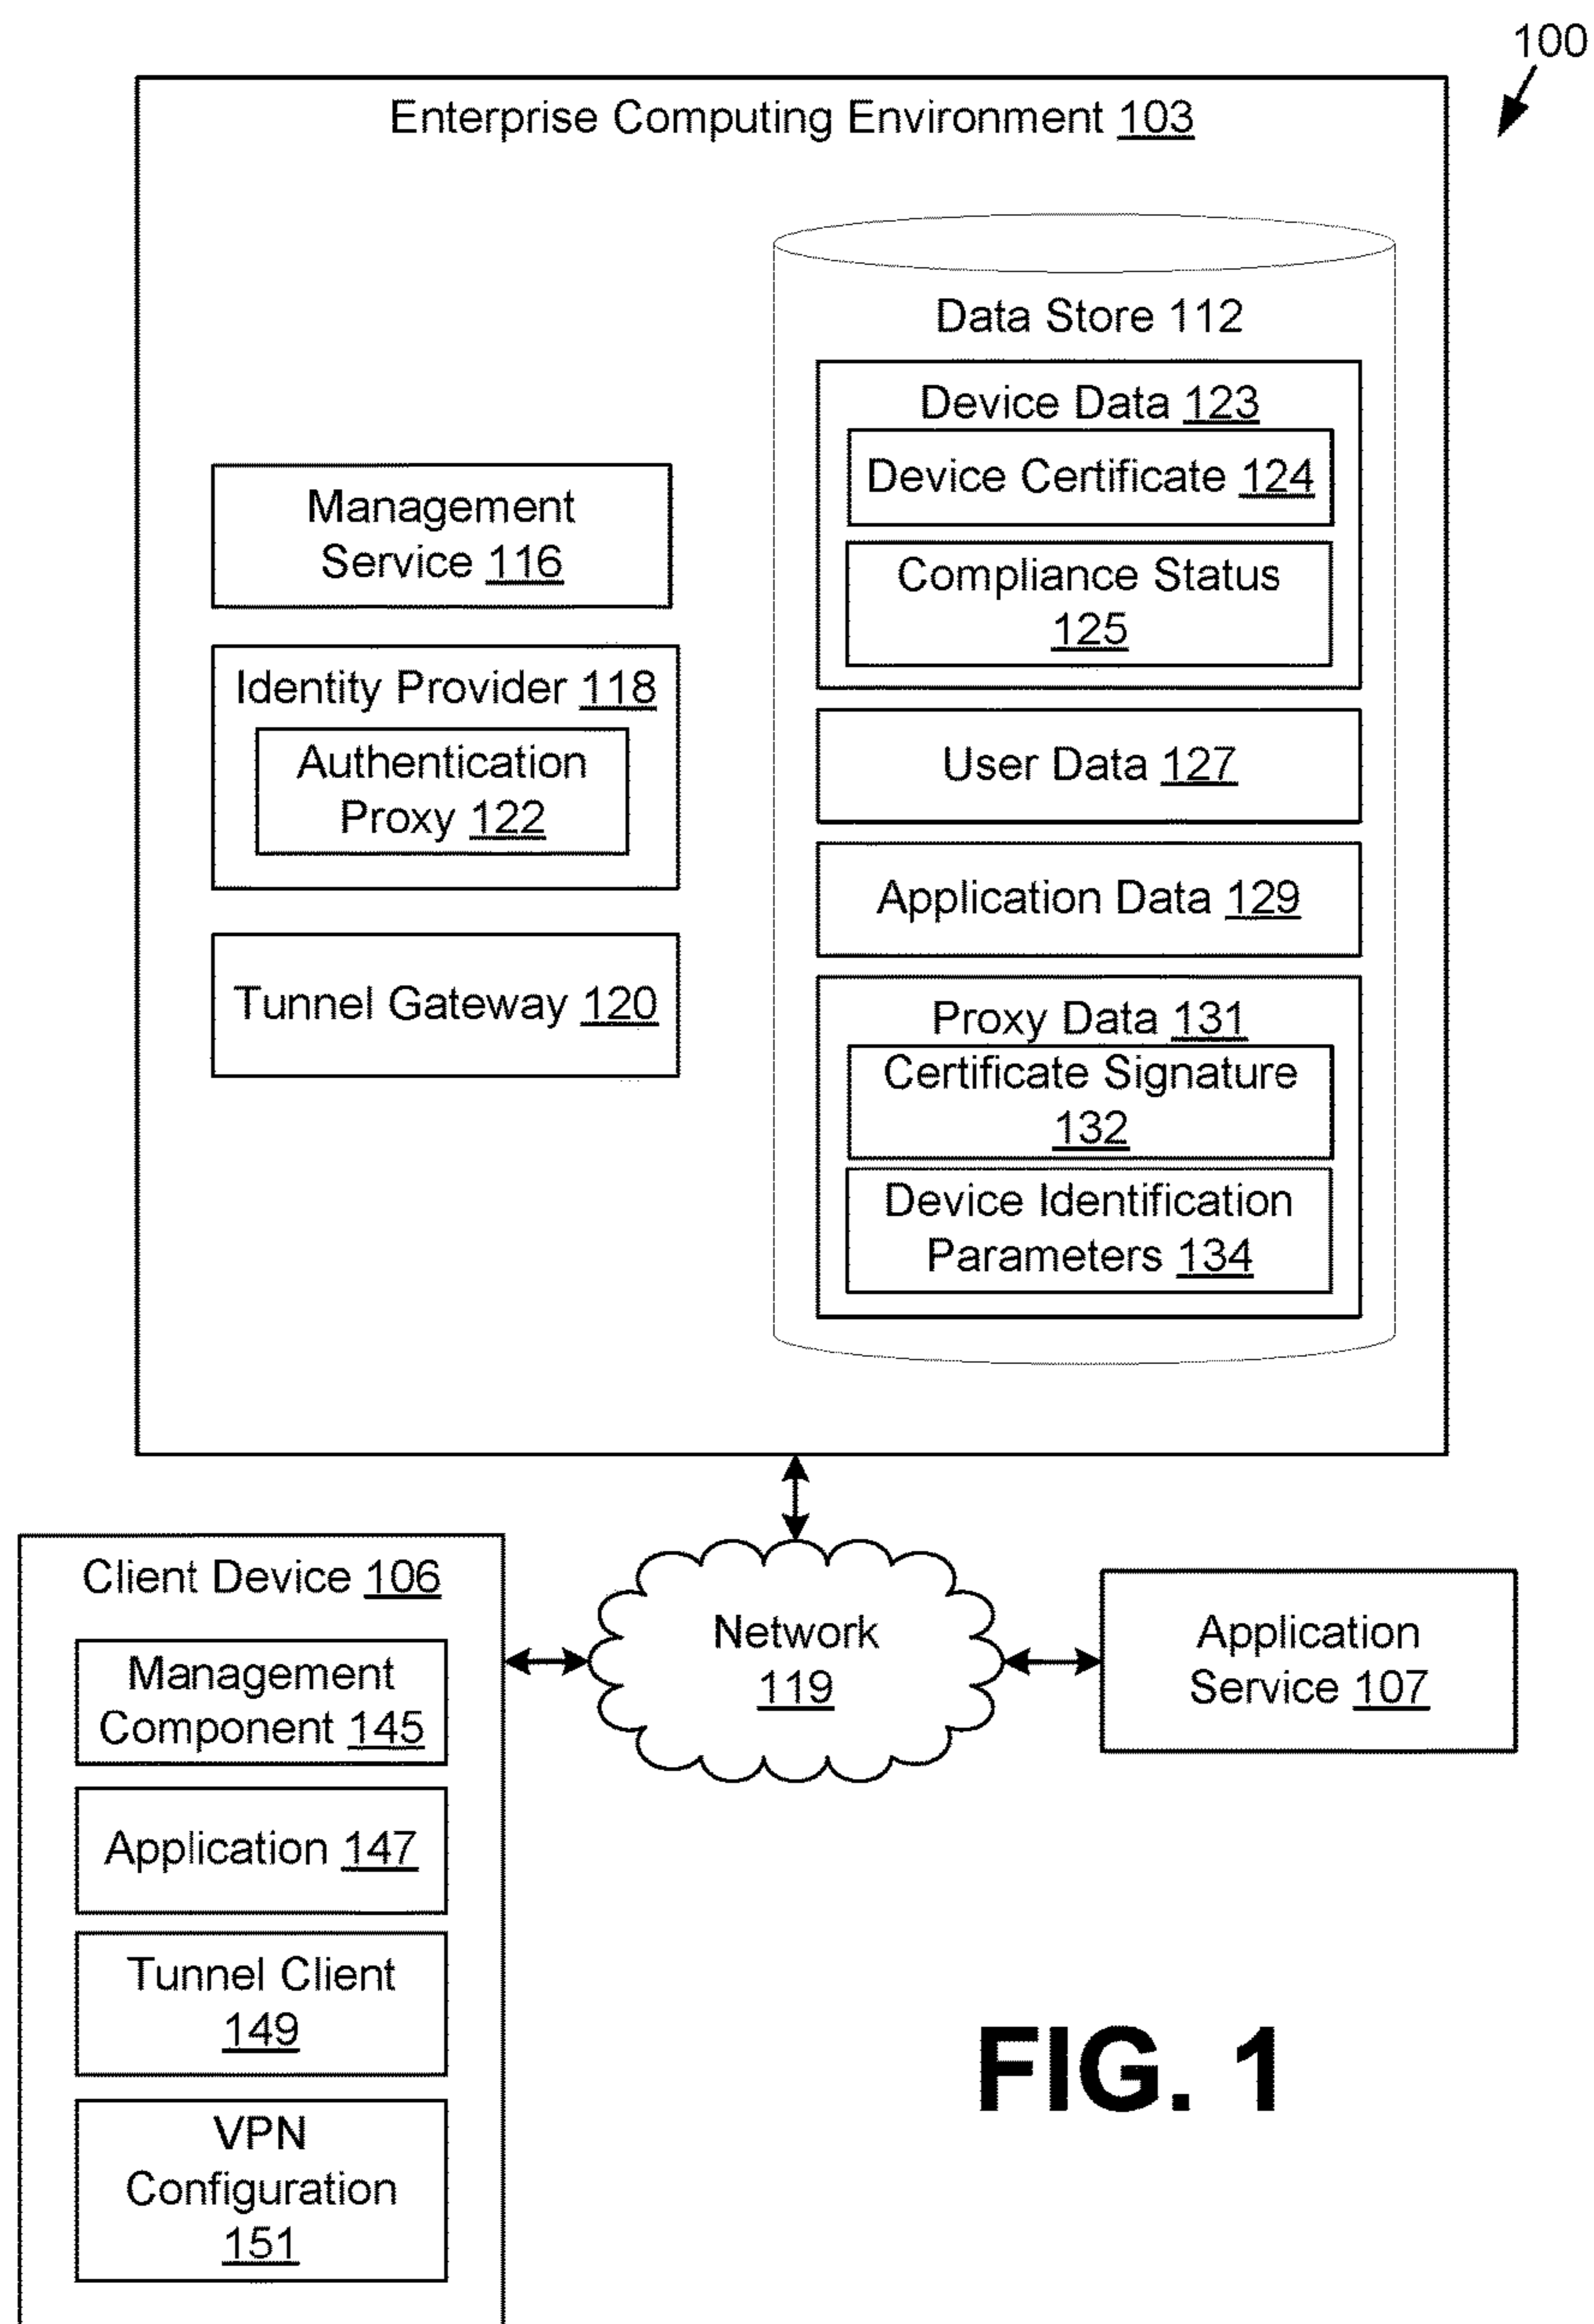 100
Enterprise Computing Environment 103
Data Store 112
Device Data 123
Device Certificate 124
Compliance Status
125
User Data 127
Application Data 129
Proxy Data 131
Certificate Signature
132
Device Identification
Parameters 134
Management
Service 116
Identity Provider 118
Authentication
Proxy 122
Tunnel Gateway 120
Client Device 106
Management
Component 145
Application 147
Tunnel Client
149
VPN
Configuration
151
Network
119
Application
Service 107
FIG. 1